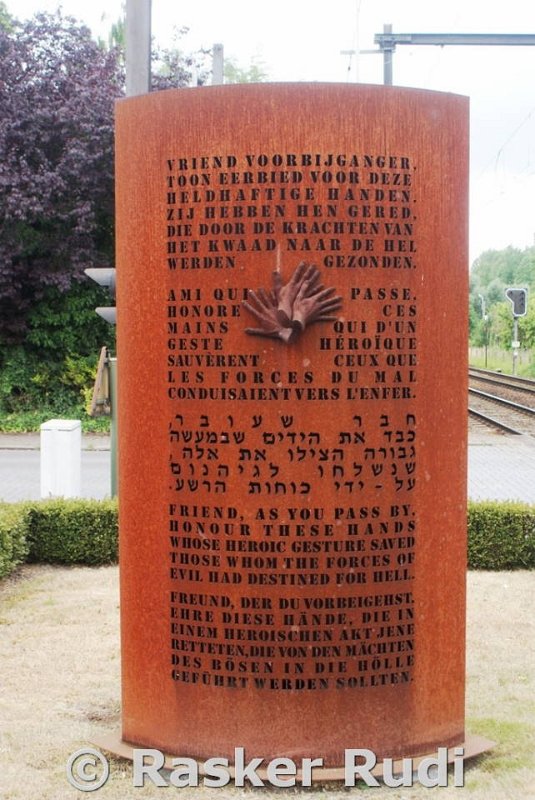 VRIEND VOORBIJGANGER,
TOON EERBIED VOOR DEZE
HELDHAFTIGE HANDEN.
ZIJ HEBBEN HEN GERED,
DIE DOOR DE KRACHTEN VAN
HET KWAAD NAAR DE HEL
WERDEN GEZONDEN.
AMI QUI PASSE,
HONORE CES
MAINS QUI D'UN
GESTE HÉROÏQUE
SAUVÈRENT CEUX QUE
LES FORCES DU MAL
CONDUISAIENT VERS L'ENFER.
חבר שעובר,
כבד את הידים שבמעשה
גבורה הצילו את אלה,
שנשלחו לגיהנום
על-ידי כוחות הרשע.
FRIEND, AS YOU PASS BY,
HONOUR THESE HANDS
WHOSE HEROIC GESTURE SAVED
THOSE WHOM THE FORCES OF
EVIL HAD DESTINED FOR HELL.
FREUND, DER DU VORBEIGEHST,
EHRE DIESE HÄNDE, DIE IN
EINEM HEROISCHEN AKT JENE
RETTETEN, DIE VON DEN MÄCHTEN
DES BÖSEN IN DIE HÖLLE
GEFÜHRT WERDEN SOLLTEN.
© Rasker Rudi